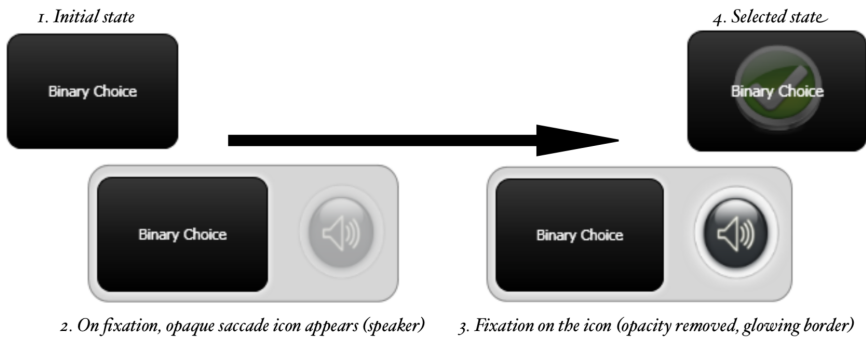 1. Initial state
Binary Choice
4. Selected state
Binary Choice
Binary Choice
2. On fixation, opaque saccade icon appears (speaker)
Binary Choice
3. Fixation on the icon (opacity removed, glowing border)